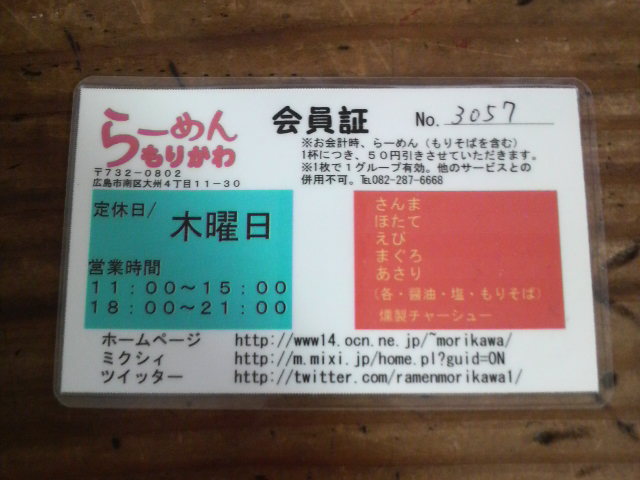 らーめん
もりかわ
〒732-0802
広島市南区大州4丁目11-30
会員証 No. 3057
※お会計時、らーめん(もりそばを含む)
1杯につき、50円引きさせていただきます。
※1枚で1グループ有効。他のサービスとの
併用不可。℡082-287-6668
定休日/
木曜日
営業時間
11:00~15:00
18:00~21:00
さんま
ほたて
えび
まぐろ
あさり
(各・醤油・塩・もりそば)
燻製チャーシュー
ホームページ http://www14.ocn.ne.jp/~morikawa/
ミクシィ http://m.mixi.jp/home.pl?guid=ON
ツイッター http://twitter.com/ramenmorikawa1/